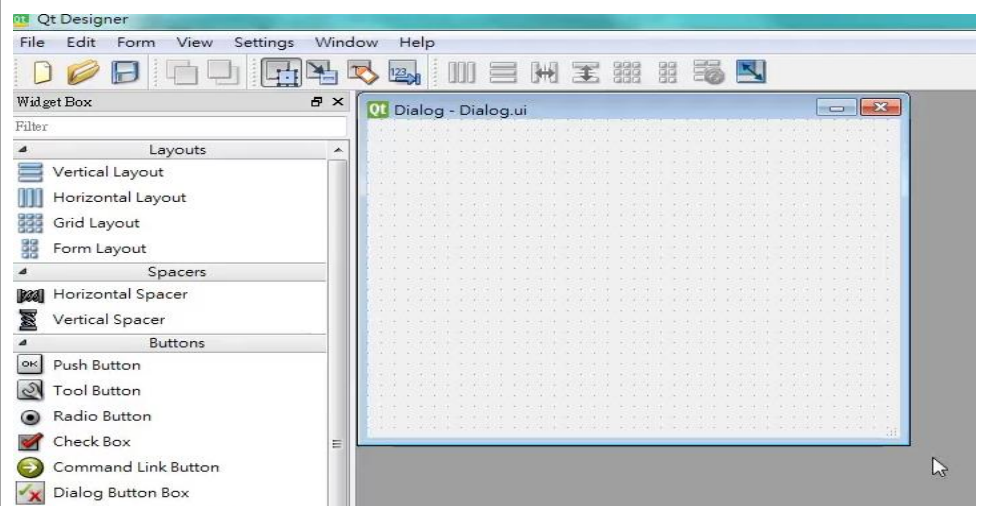 Qt Designer
File Edit Form View Settings Window Help
Widget Box
Filter
Layouts
Vertical Layout
Horizontal Layout
Grid Layout
Form Layout
Spacers
Horizontal Spacer
Vertical Spacer
Buttons
OK Push Button
Tool Button
Radio Button
Check Box
Command Link Button
Dialog Button Box
Qt Dialog - Dialog.ui
123